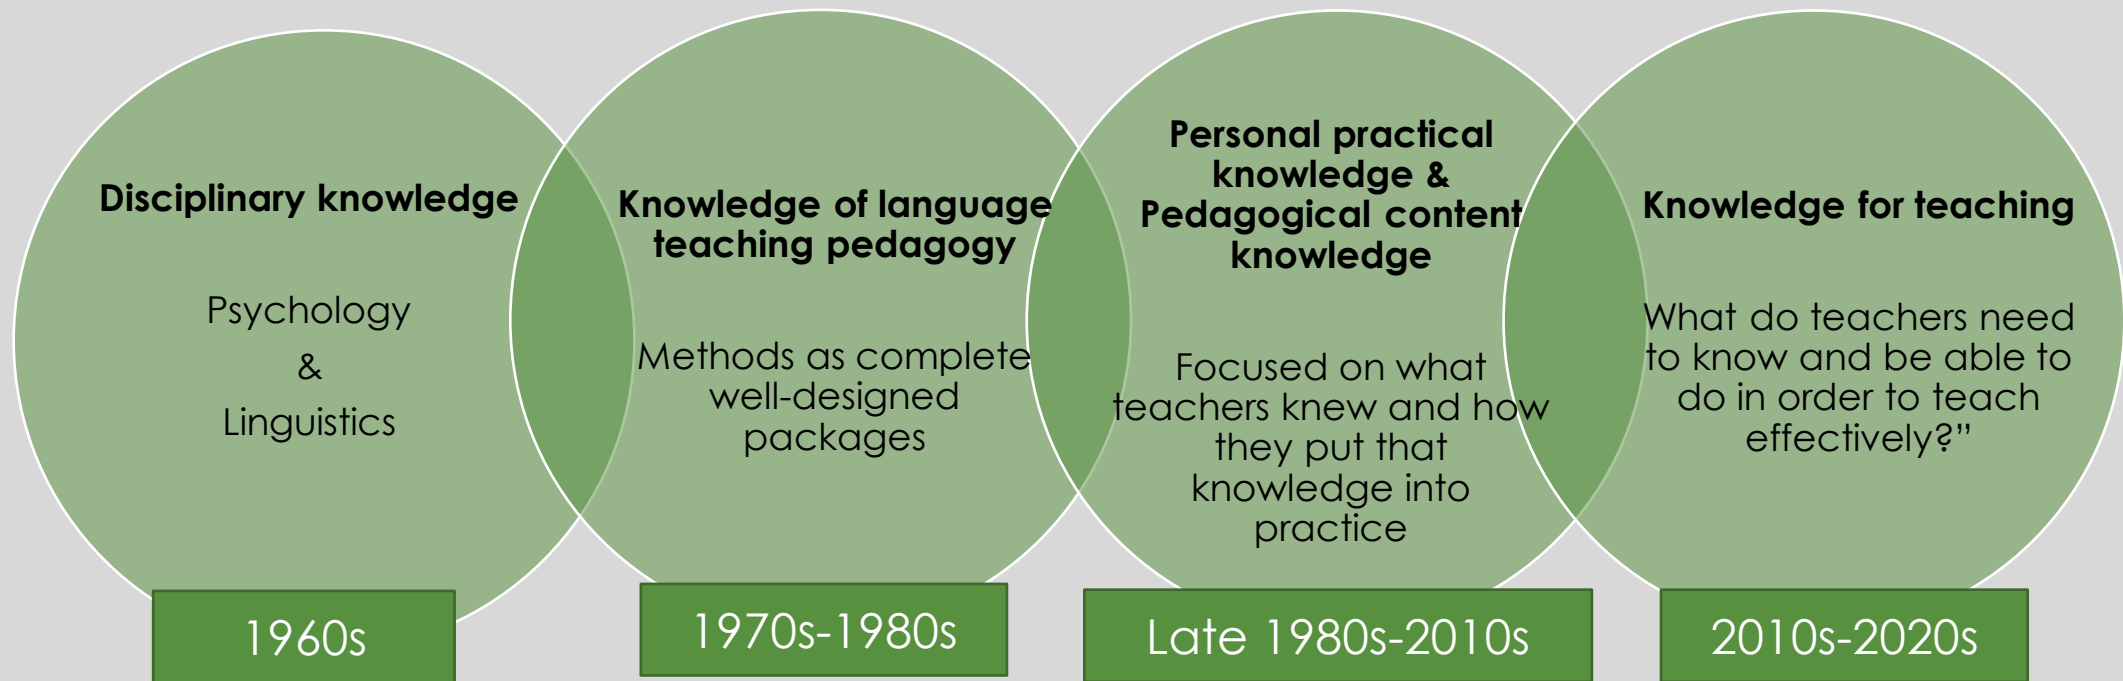 Disciplinary knowledge
Psychology
&
Linguistics
1960s
Knowledge of language
teaching pedagogy
Methods as complete
well-designed
packages
1970s-1980s
Personal practical
knowledge &
Pedagogical content
knowledge
Focused on what
teachers knew and how
they put that
knowledge into
practice
Late 1980s-2010s
Knowledge for teaching
What do teachers need
to know and be able to
do in order to teach
effectively?”
2010s-2020s